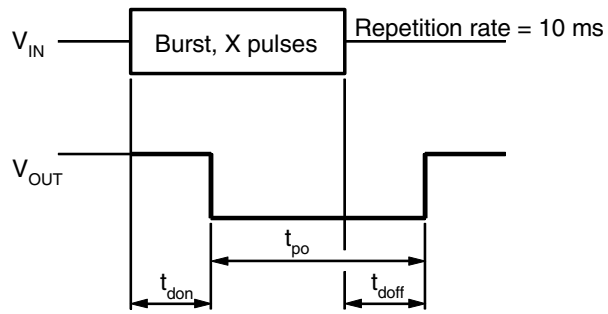 Repetition rate = 10 ms
V_IN
Burst, X pulses
V_OUT
t_po
t_don
t_doff